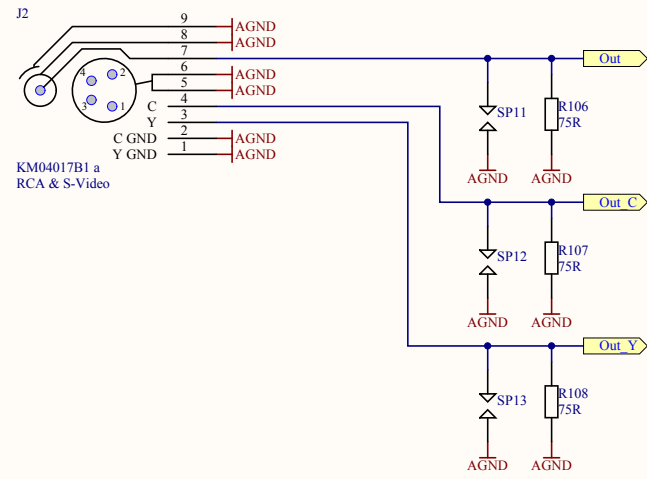 J2
9 AGND
8 AGND
7 Out
6 AGND
5 AGND
4 2
3 1
C 4
Y 3
C GND 2 AGND
Y GND 1 AGND
KM04017B1 a
RCA & S-Video
SP11 R106
75R
AGND AGND
Out_C
SP12 R107
75R
AGND AGND
Out_Y
SP13 R108
75R
AGND AGND